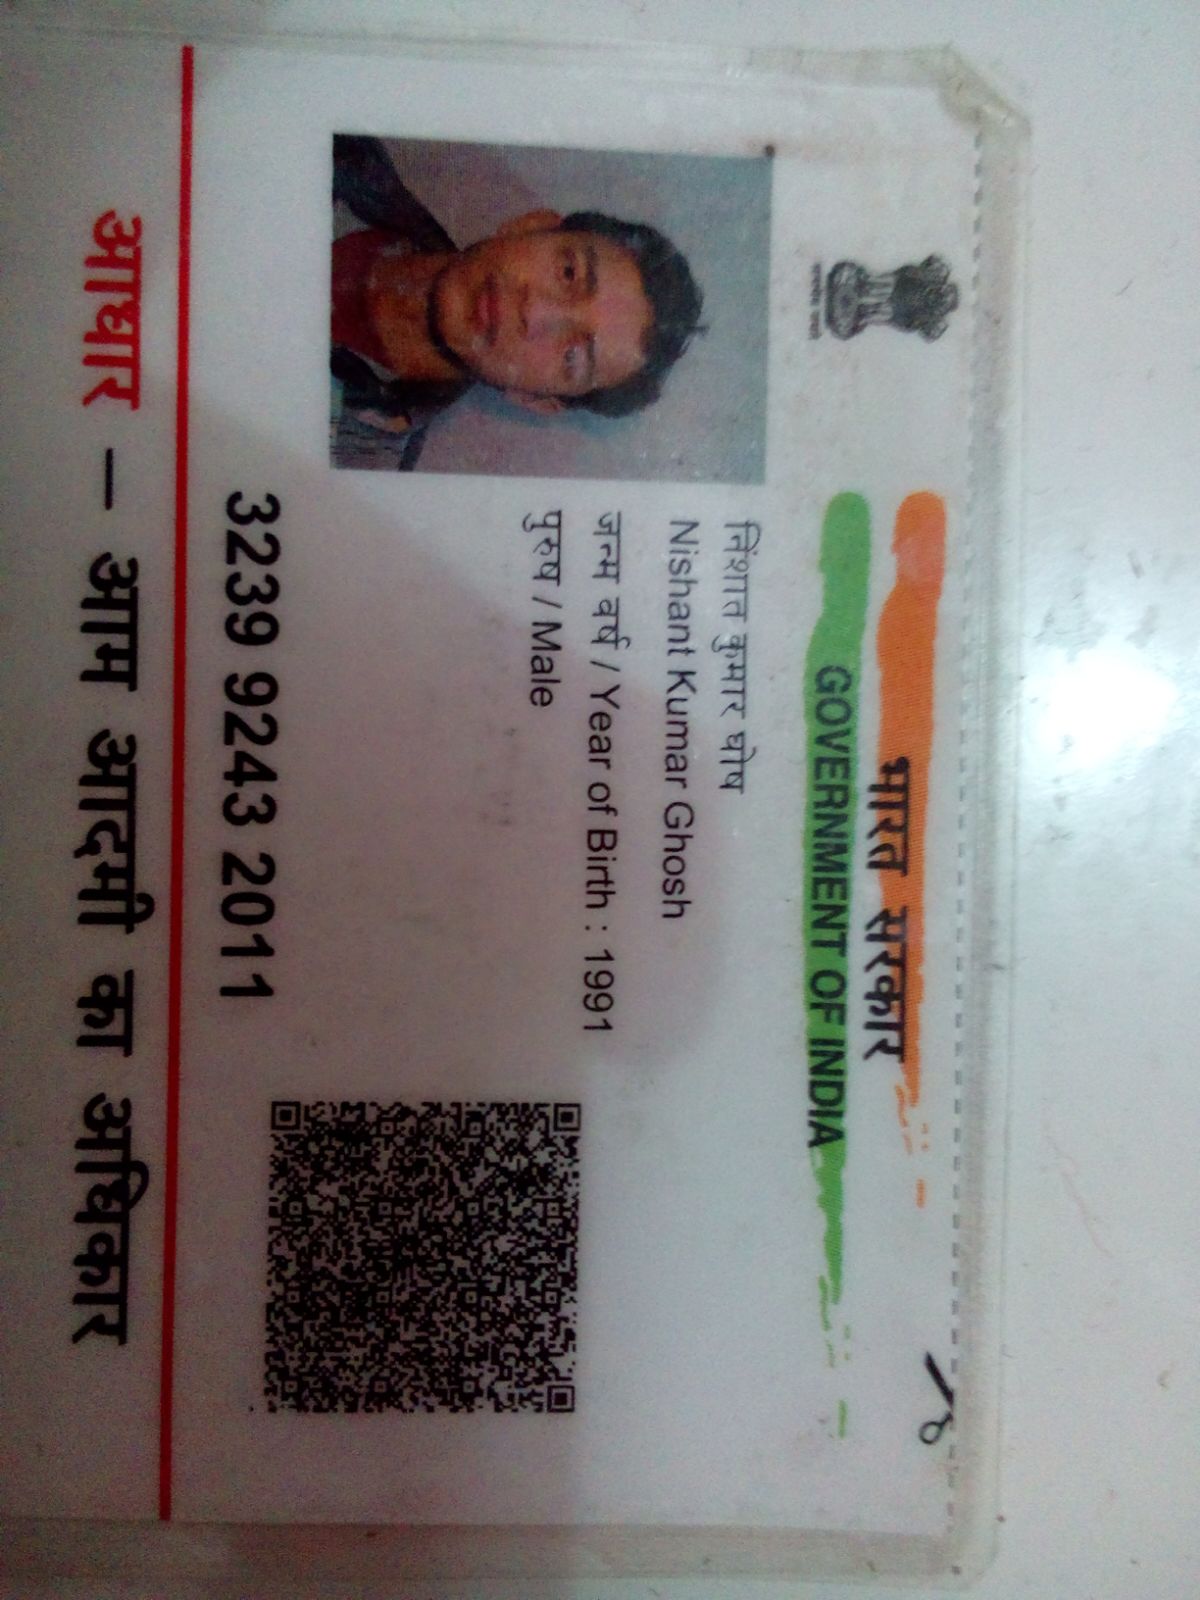 भारत सरकार
GOVERNMENT OF INDIA
निशात कुमार घोष
Nishant Kumar Ghosh
जन्म वर्ष / Year of Birth : 1991
पुरुष / Male
3239 9243 2011
आधार – आम आदमी का अधिकार